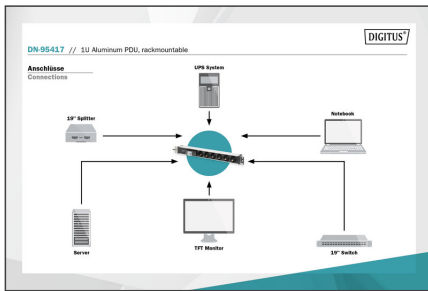 DIGITUS®
DN-95417 // 1U Aluminum PDU, rackmountable
Anschlüsse
Connections
UPS System
19" Splitter
Notebook
Server
TFT Monitor
19" Switch